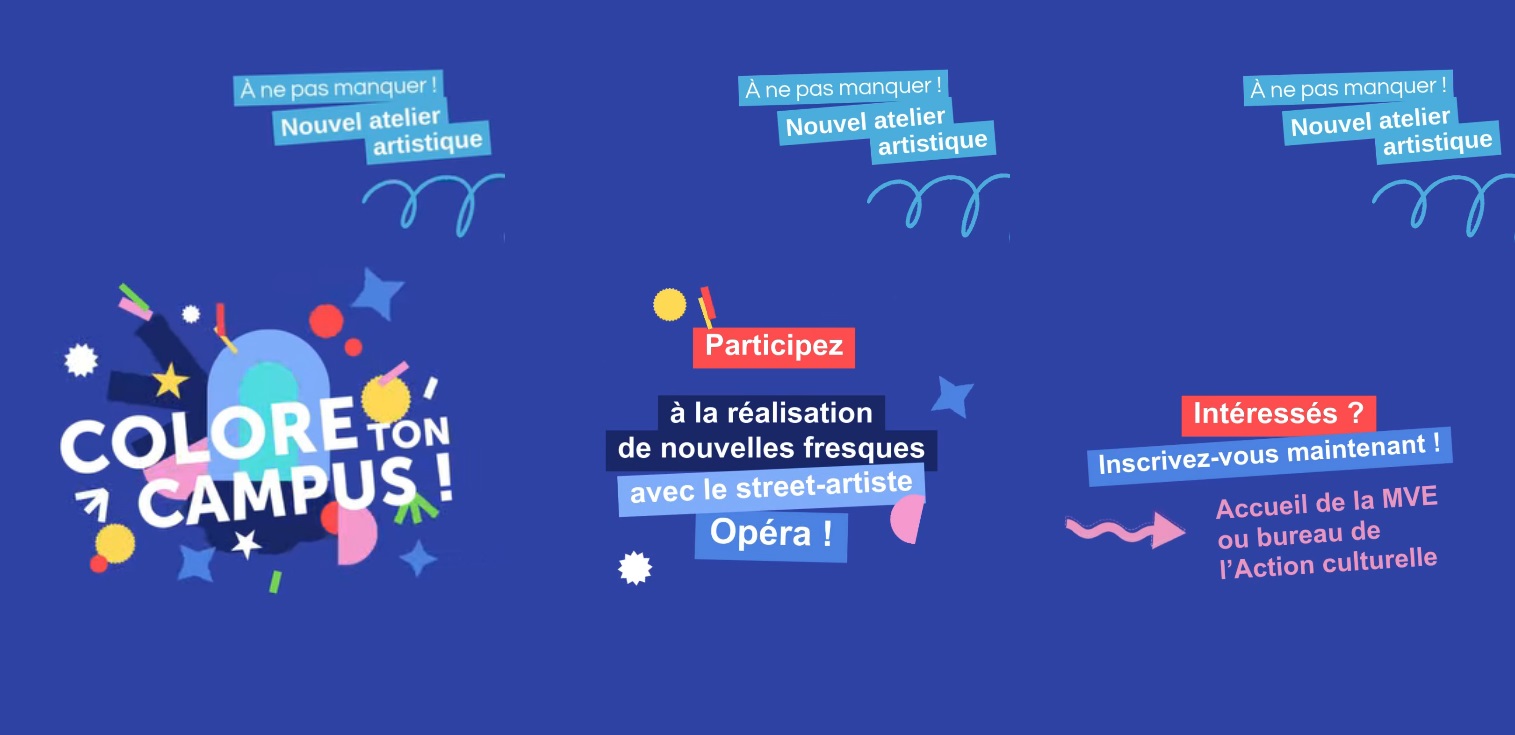 À ne pas manquer !
Nouvel atelier
artistique
COLORE TON
CAMPUS !
À ne pas manquer !
Nouvel atelier
artistique
Participez
à la réalisation
de nouvelles fresques
avec le street-artiste
Opéra !
À ne pas manquer !
Nouvel atelier
artistique
Intéressés ?
Inscrivez-vous maintenant !
Accueil de la MVE
ou bureau de
l’Action culturelle